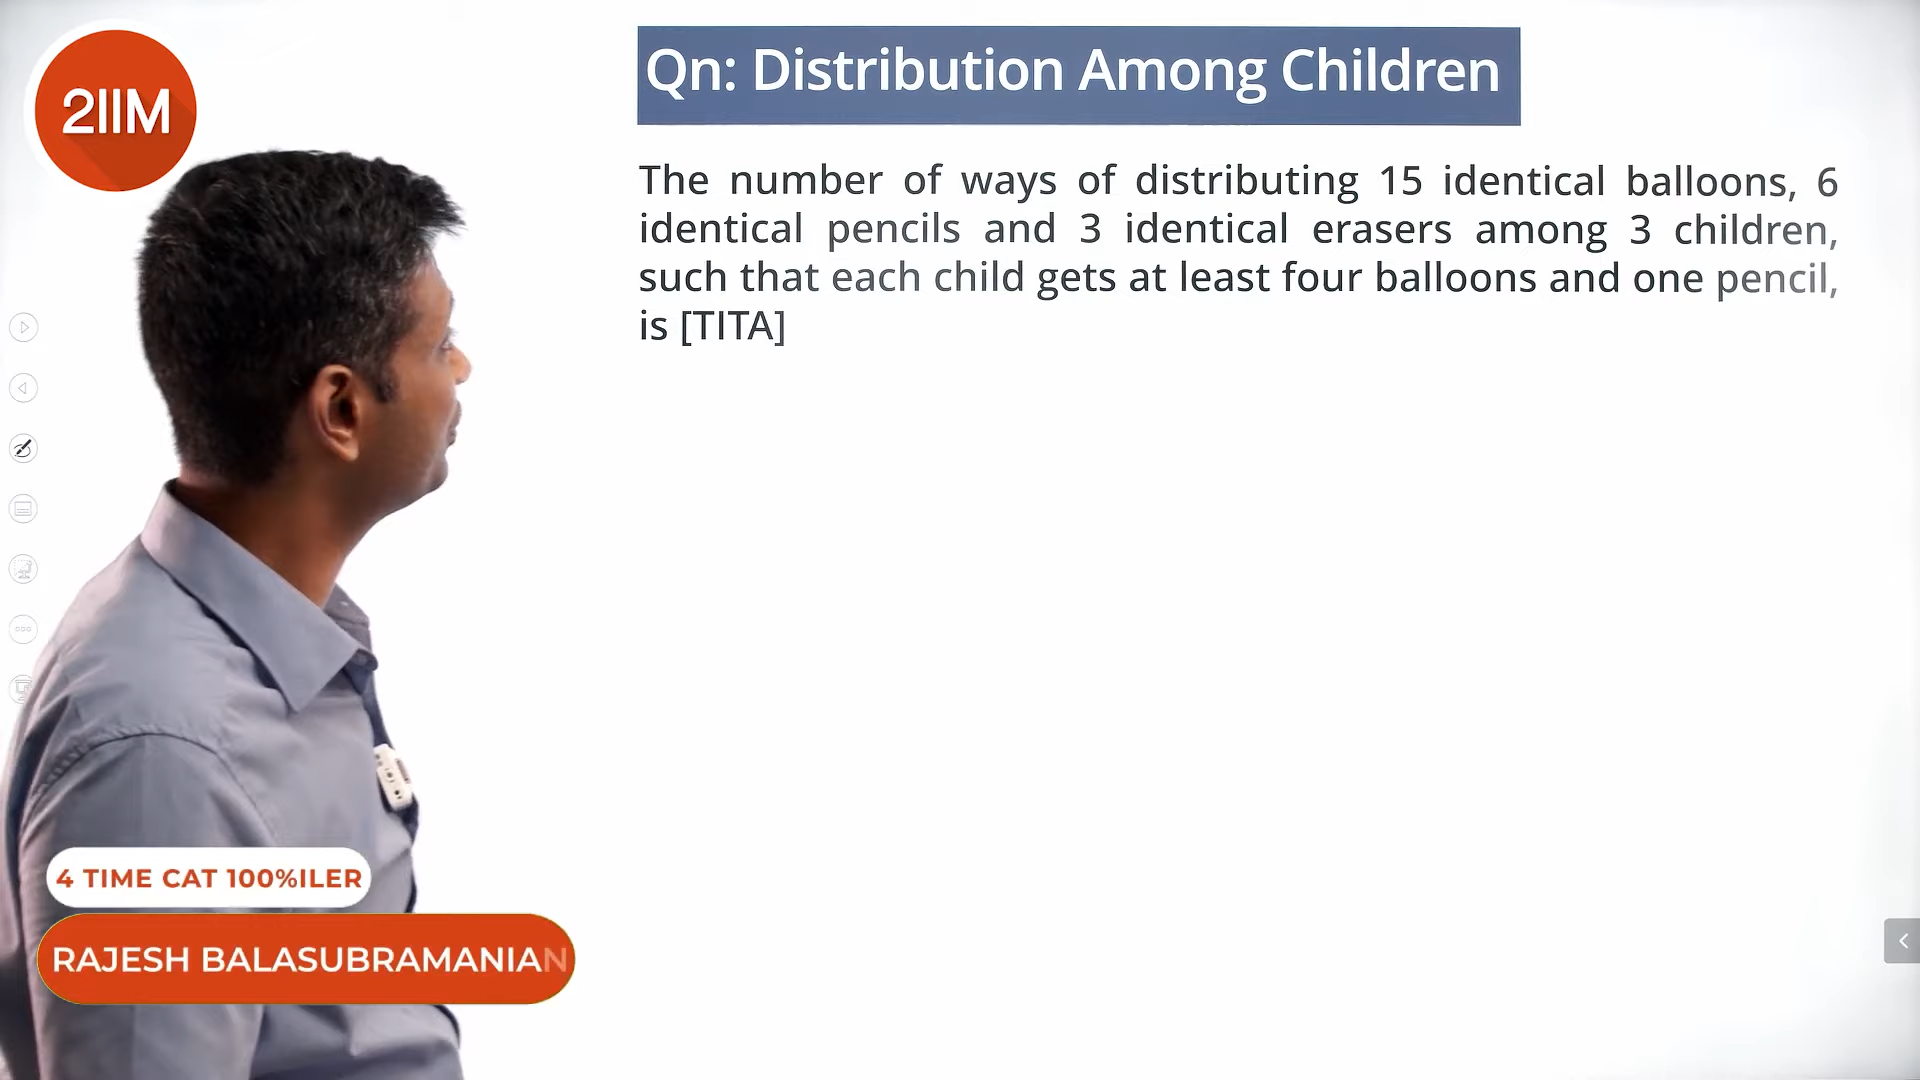 2IIM
Qn: Distribution Among Children
The number of ways of distributing 15 identical balloons, 6
identical pencils and 3 identical erasers among 3 children,
such that each child gets at least four balloons and one pencil,
is [TITA]
4 TIME CAT 100%ILER
RAJESH BALASUBRAMANIAN